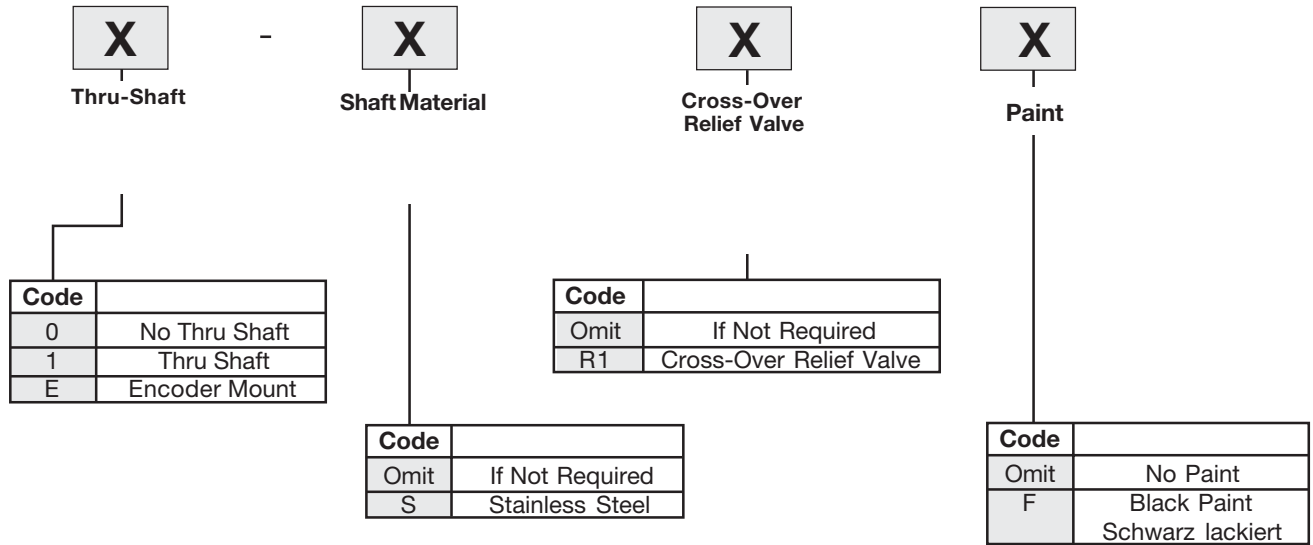 X - X X X
Thru-Shaft
Shaft Material
Cross-Over
Relief Valve
Paint
Code
0 No Thru Shaft
1 Thru Shaft
E Encoder Mount
Code
Omit If Not Required
S Stainless Steel
Code
Omit If Not Required
R1 Cross-Over Relief Valve
Code
Omit No Paint
F Black Paint
Schwarz lackiert